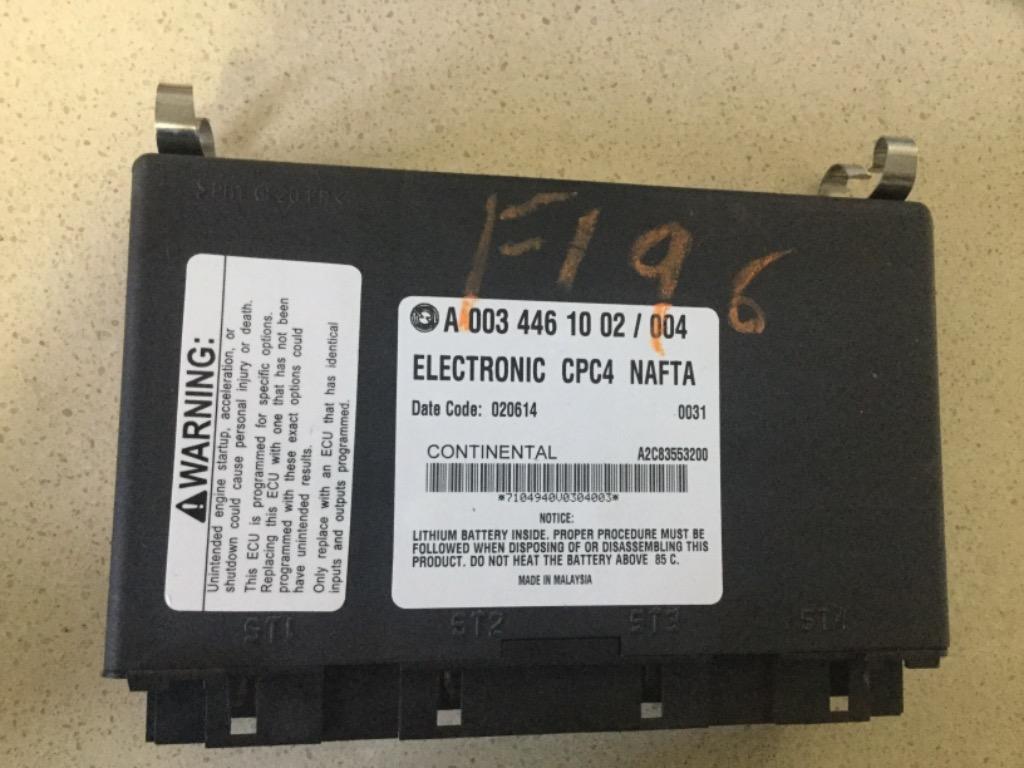 F196
⚠WARNING:
Unintended engine startup, acceleration, or
shutdown could cause personal injury or death.
This ECU is programmed for specific options.
Replacing this ECU with one that has not been
programmed with these exact options could
have unintended results.
Only replace with an ECU that has identical
inputs and outputs programmed.
A 003 446 10 02 / 004
ELECTRONIC CPC4 NAFTA
Date Code: 020614 0031
CONTINENTAL A2C83553200
*7104940V0304003*
NOTICE:
LITHIUM BATTERY INSIDE. PROPER PROCEDURE MUST BE
FOLLOWED WHEN DISPOSING OF OR DISASSEMBLING THIS
PRODUCT. DO NOT HEAT THE BATTERY ABOVE 85 C.
MADE IN MALAYSIA
ST1 ST2 ST3 ST4